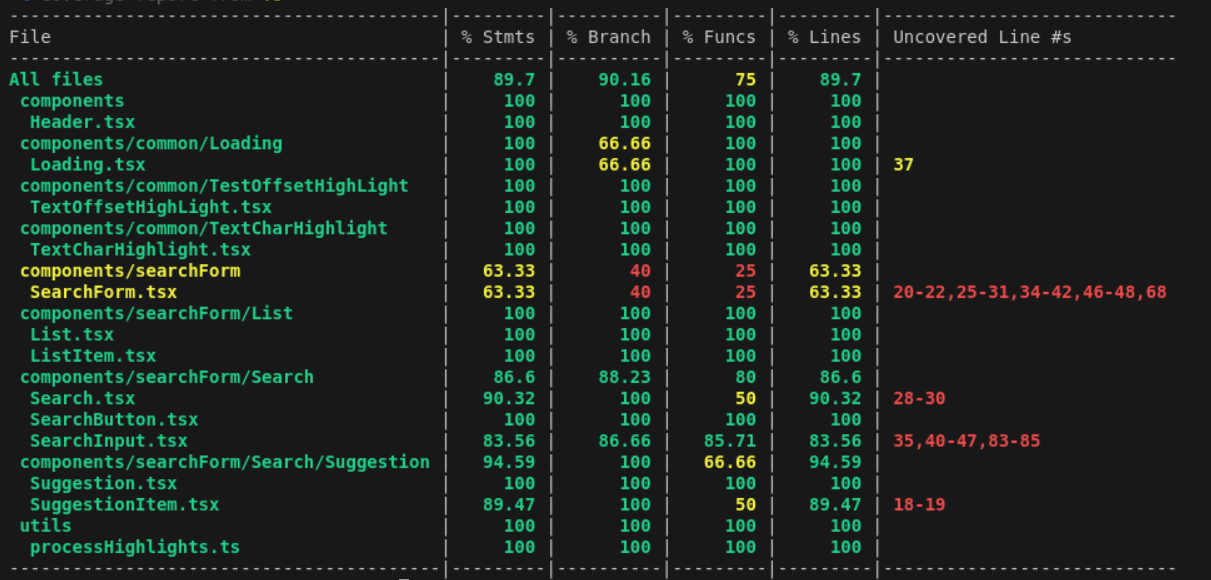 Coverage report from v8
-----------------------------------------|---------|----------|---------|---------|----------------------------
File                                     | % Stmts | % Branch | % Funcs | % Lines | Uncovered Line #s
-----------------------------------------|---------|----------|---------|---------|----------------------------
All files                                |    89.7 |    90.16 |      75 |    89.7 |
 components                              |     100 |      100 |     100 |     100 |
  Header.tsx                             |     100 |      100 |     100 |     100 |
 components/common/Loading               |     100 |    66.66 |     100 |     100 |
  Loading.tsx                            |     100 |    66.66 |     100 |     100 | 37
 components/common/TestOffsetHighLight   |     100 |      100 |     100 |     100 |
  TextOffsetHighLight.tsx                |     100 |      100 |     100 |     100 |
 components/common/TextCharHighlight     |     100 |      100 |     100 |     100 |
  TextCharHighlight.tsx                  |     100 |      100 |     100 |     100 |
 components/searchForm                   |   63.33 |       40 |      25 |   63.33 |
  SearchForm.tsx                         |   63.33 |       40 |      25 |   63.33 | 20-22,25-31,34-42,46-48,68
 components/searchForm/List              |     100 |      100 |     100 |     100 |
  List.tsx                               |     100 |      100 |     100 |     100 |
  ListItem.tsx                           |     100 |      100 |     100 |     100 |
 components/searchForm/Search            |    86.6 |    88.23 |      80 |    86.6 |
  Search.tsx                             |   90.32 |      100 |      50 |   90.32 | 28-30
  SearchButton.tsx                       |     100 |      100 |     100 |     100 |
  SearchInput.tsx                        |   83.56 |    86.66 |   85.71 |   83.56 | 35,40-47,83-85
 components/searchForm/Search/Suggestion |   94.59 |      100 |   66.66 |   94.59 |
  Suggestion.tsx                         |     100 |      100 |     100 |     100 |
  SuggestionItem.tsx                     |   89.47 |      100 |      50 |   89.47 | 18-19
 utils                                   |     100 |      100 |     100 |     100 |
  processHighlights.ts                   |     100 |      100 |     100 |     100 |
-----------------------------------------|---------|----------|---------|---------|----------------------------